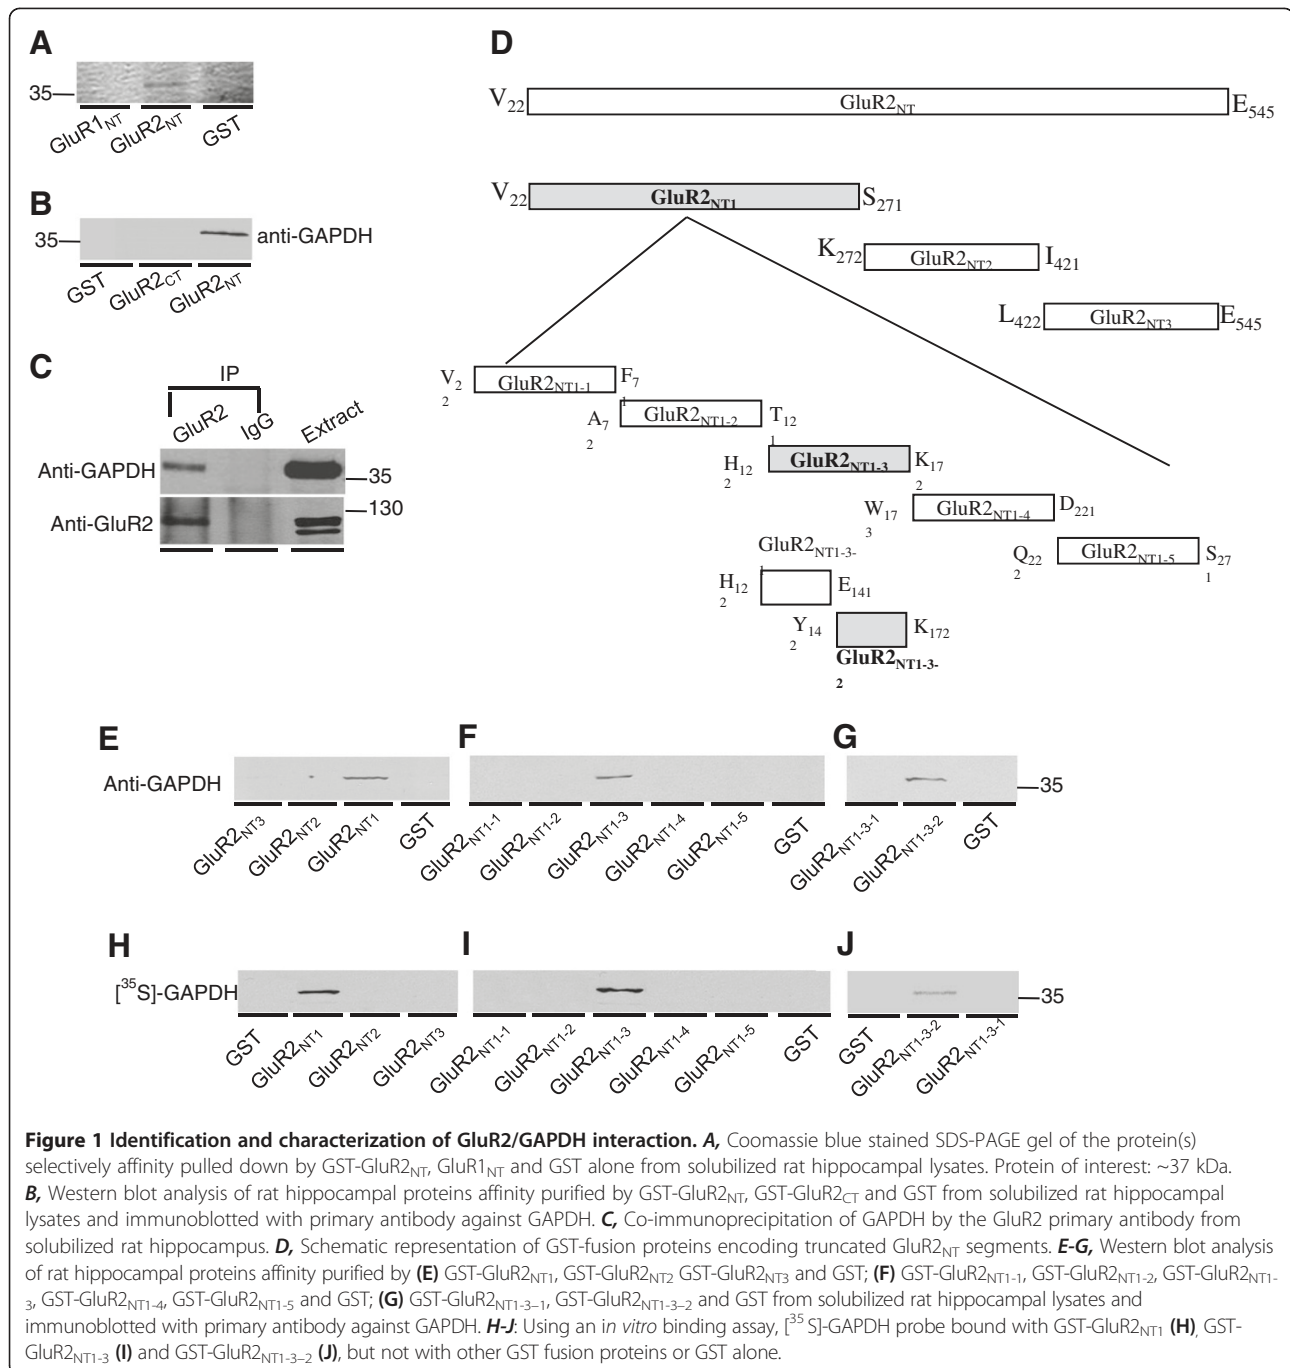 A
35
GluR1NT GluR2NT GST
B
35
anti-GAPDH
GST GluR2CT GluR2NT
C
IP
GluR2 IgG Extract
Anti-GAPDH
35
Anti-GluR2
130
D
V22 GluR2NT E545
V22 GluR2NT1 S271
K272 GluR2NT2 I421
L422 GluR2NT3 E545
V22 GluR2NT1-1 F71
A72 GluR2NT1-2 T121
H122 GluR2NT1-3 K172
W173 GluR2NT1-4 D221
Q222 GluR2NT1-5 S271
GluR2NT1-3-1
H122 E141
Y142 K172
GluR2NT1-3-2
E F G
Anti-GAPDH
35
GluR2NT3 GluR2NT2 GluR2NT1 GST
GluR2NT1-1 GluR2NT1-2 GluR2NT1-3 GluR2NT1-4 GluR2NT1-5 GST
GluR2NT1-3-1 GluR2NT1-3-2 GST
H I J
[35S]-GAPDH
35
GST GluR2NT1 GluR2NT2 GluR2NT3
GluR2NT1-1 GluR2NT1-2 GluR2NT1-3 GluR2NT1-4 GluR2NT1-5 GST
GST GluR2NT1-3-2 GluR2NT1-3-1
Figure 1 Identification and characterization of GluR2/GAPDH interaction. A, Coomassie blue stained SDS-PAGE gel of the protein(s)
selectively affinity pulled down by GST-GluR2NT, GluR1NT and GST alone from solubilized rat hippocampal lysates. Protein of interest: ~37 kDa.
B, Western blot analysis of rat hippocampal proteins affinity purified by GST-GluR2NT, GST-GluR2CT and GST from solubilized rat hippocampal
lysates and immunoblotted with primary antibody against GAPDH. C, Co-immunoprecipitation of GAPDH by the GluR2 primary antibody from
solubilized rat hippocampus. D, Schematic representation of GST-fusion proteins encoding truncated GluR2NT segments. E-G, Western blot analysis
of rat hippocampal proteins affinity purified by (E) GST-GluR2NT1, GST-GluR2NT2 GST-GluR2NT3 and GST; (F) GST-GluR2NT1-1, GST-GluR2NT1-2, GST-GluR2NT1-
3, GST-GluR2NT1-4, GST-GluR2NT1-5 and GST; (G) GST-GluR2NT1-3–1, GST-GluR2NT1-3–2 and GST from solubilized rat hippocampal lysates and
immunoblotted with primary antibody against GAPDH. H-J: Using an in vitro binding assay, [35 S]-GAPDH probe bound with GST-GluR2NT1 (H), GST-
GluR2NT1-3 (I) and GST-GluR2NT1-3–2 (J), but not with other GST fusion proteins or GST alone.